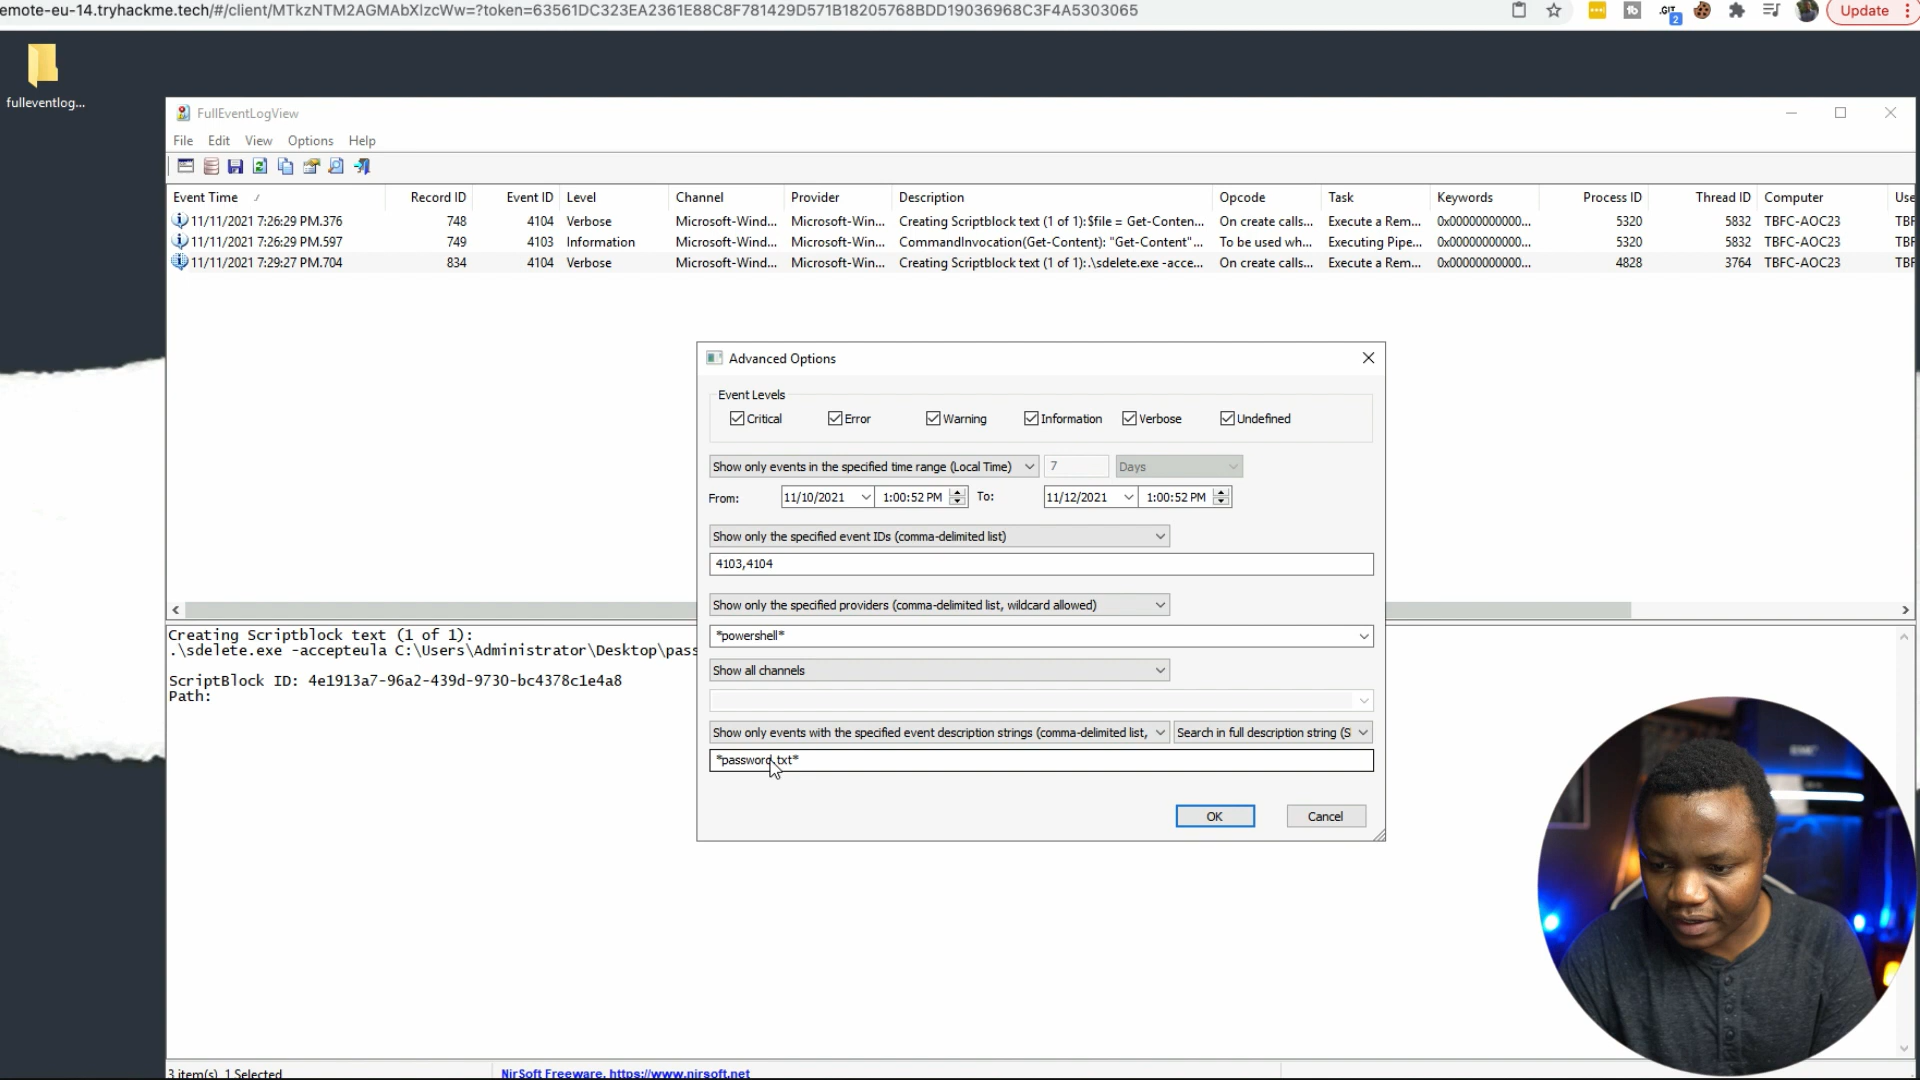 emote-eu-14.tryhackme.tech/#/client/MTkzNTM2AGMAbXlzcWw=?token=63561DC323EA2361E88C8F781429D571B18205768BDD19036968C3F4A5303065
GIT
2
Update
fulleventlog...
FullEventLogView
File Edit View Options Help
Event Time Record ID Event ID Level Channel Provider Description Opcode Task Keywords Process ID Thread ID Computer Use
11/11/2021 7:26:29 PM.376 748 4104 Verbose Microsoft-Wind... Microsoft-Win... Creating Scriptblock text (1 of 1):$file = Get-Conten... On create calls... Execute a Rem... 0x00000000000... 5320 5832 TBFC-AOC23 TBF
11/11/2021 7:26:29 PM.597 749 4103 Information Microsoft-Wind... Microsoft-Win... CommandInvocation(Get-Content): "Get-Content"... To be used wh... Executing Pipe... 0x00000000000... 5320 5832 TBFC-AOC23 TBF
11/11/2021 7:29:27 PM.704 834 4104 Verbose Microsoft-Wind... Microsoft-Win... Creating Scriptblock text (1 of 1):.\sdelete.exe -acce... On create calls... Execute a Rem... 0x00000000000... 4828 3764 TBFC-AOC23 TBF
Advanced Options
Event Levels
Critical Error Warning Information Verbose Undefined
Show only events in the specified time range (Local Time) 7 Days
From: 11/10/2021 1:00:52 PM To: 11/12/2021 1:00:52 PM
Show only the specified event IDs (comma-delimited list)
4103,4104
Show only the specified providers (comma-delimited list, wildcard allowed)
*powershell*
Show all channels
Show only events with the specified event description strings (comma-delimited list, Search in full description string (S
*password.txt*
OK Cancel
Creating Scriptblock text (1 of 1):
.\sdelete.exe -accepteula C:\Users\Administrator\Desktop\pass
ScriptBlock ID: 4e1913a7-96a2-439d-9730-bc4378c1e4a8
Path:
3 item(s), 1 Selected NirSoft Freeware. https://www.nirsoft.net